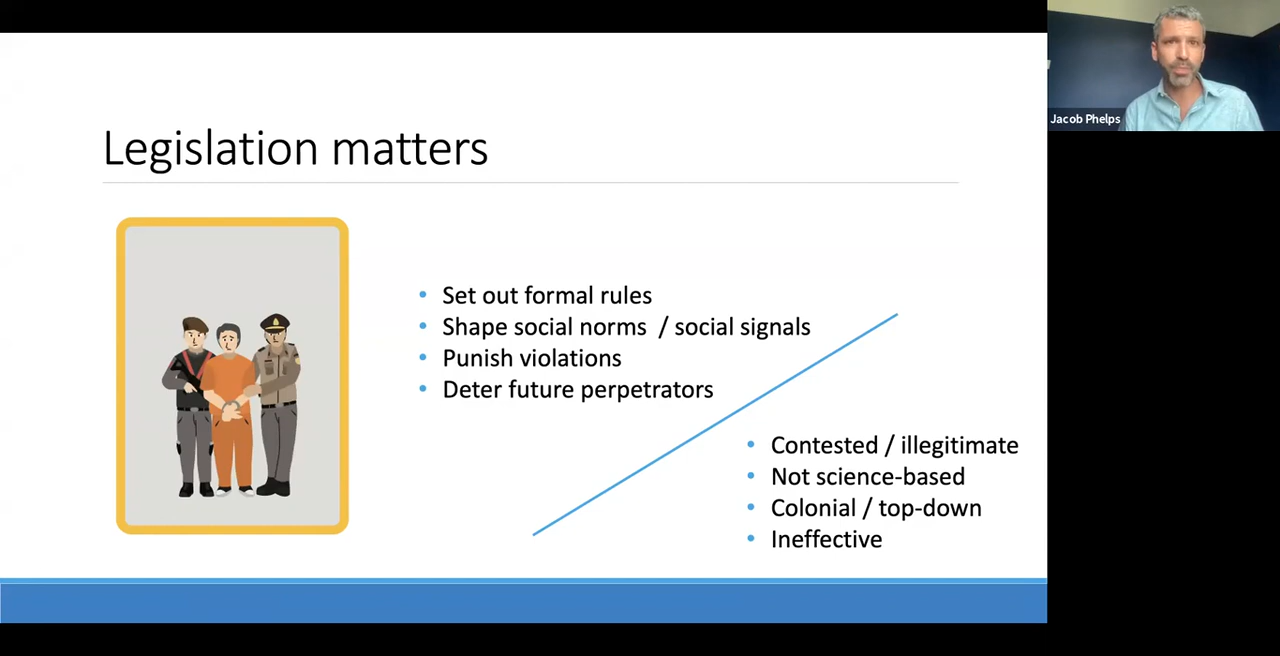 Jacob Phelps
Legislation matters
• Set out formal rules
• Shape social norms / social signals
• Punish violations
• Deter future perpetrators
• Contested / illegitimate
• Not science-based
• Colonial / top-down
• Ineffective